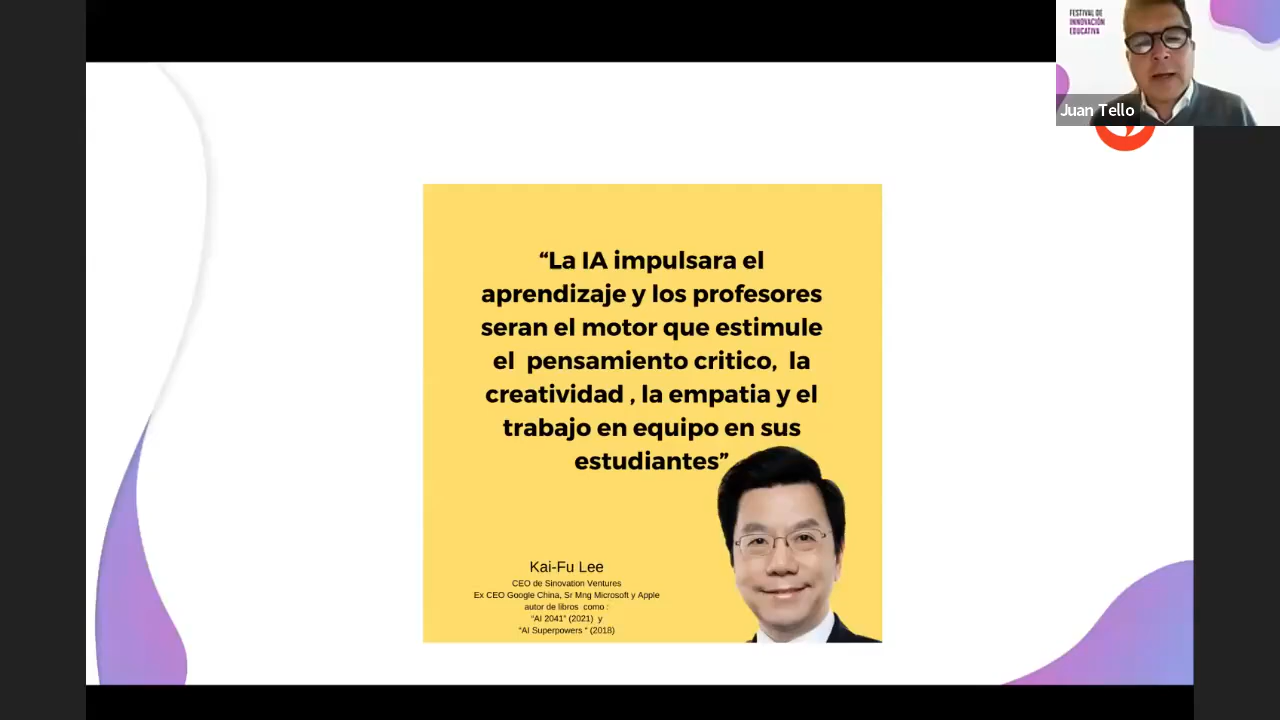 FESTIVAL DE
INNOVACIÓN
EDUCATIVA
Juan Tello
“La IA impulsara el
aprendizaje y los profesores
seran el motor que estimule
el pensamiento critico, la
creatividad , la empatia y el
trabajo en equipo en sus
estudiantes”
Kai-Fu Lee
CEO de Sinovation Ventures
Ex CEO Google China, Sr Mng Microsoft y Apple
autor de libros como :
“AI 2041” (2021) y
“AI Superpowers ” (2018)